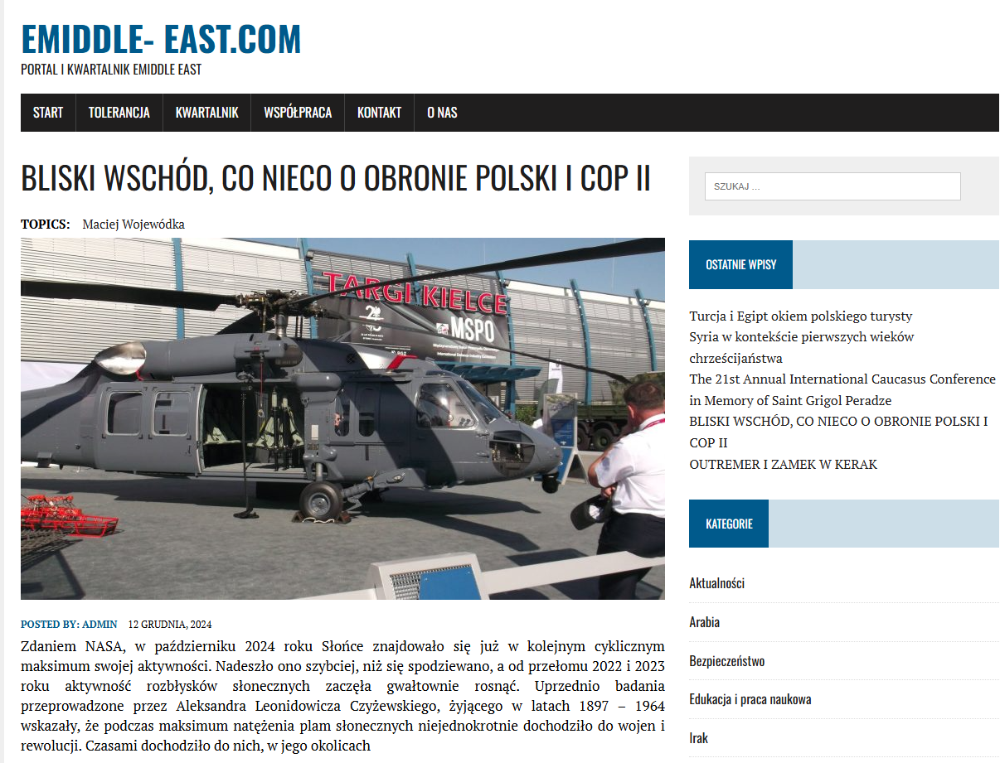 EMIDDLE- EAST.COM
PORTAL I KWARTALNIK EMIDDLE EAST
START TOLERANCJA KWARTALNIK WSPÓŁPRACA KONTAKT O NAS
BLISKI WSCHÓD, CO NIECO O OBRONIE POLSKI I COP II
TOPICS: Maciej Wojewódka
TARGI KIELCE
MSPO
POSTED BY: ADMIN 12 GRUDNIA, 2024
Zdaniem NASA, w październiku 2024 roku Słońce znajdowało się już w kolejnym cyklicznym
maksimum swojej aktywności. Nadeszło ono szybciej, niż się spodziewano, a od przełomu 2022 i 2023
roku aktywność rozbłysków słonecznych zaczęła gwałtownie rosnąć. Uprzednio badania
przeprowadzone przez Aleksandra Leonidowicza Czyżewskiego, żyjącego w latach 1897 – 1964
wskazały, że podczas maksimum natężenia plam słonecznych niejednokrotnie dochodziło do wojen i
rewolucji. Czasami dochodziło do nich, w jego okolicach
SZUKAJ …
OSTATNIE WPISY
Turcja i Egipt okiem polskiego turysty
Syria w kontekście pierwszych wieków
chrześcijaństwa
The 21st Annual International Caucasus Conference
in Memory of Saint Grigol Peradze
BLISKI WSCHÓD, CO NIECO O OBRONIE POLSKI I
COP II
OUTREMER I ZAMEK W KERAK
KATEGORIE
Aktualności
Arabia
Bezpieczeństwo
Edukacja i praca naukowa
Irak